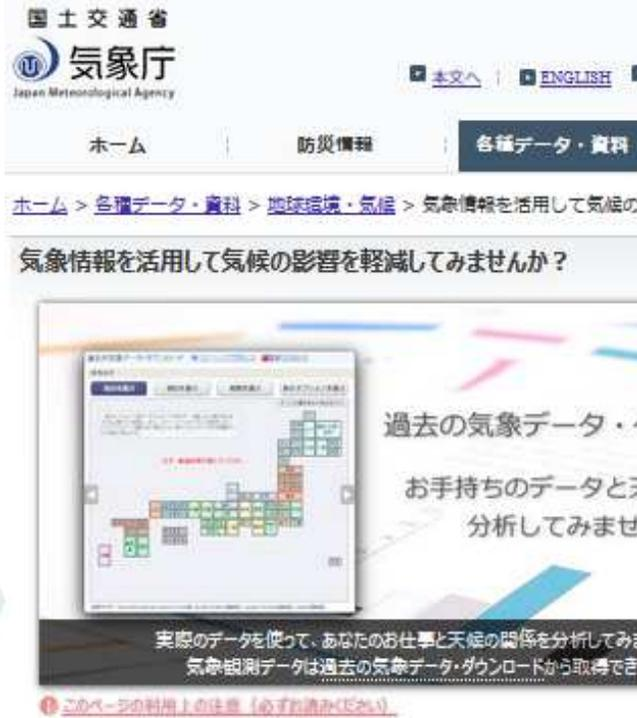 国土交通省
気象庁
Japan Meteorological Agency
本文へ ENGLISH
ホーム 防災情報 各種データ・資料
ホーム > 各種データ・資料 > 地球環境・気候 > 気象情報を活用して気候の
気象情報を活用して気候の影響を軽減してみませんか?
過去の気象データ・
お手持ちのデータと天
分析してみませ
実際のデータを使って、あなたのお仕事と天候の関係を分析してみ
気象観測データは過去の気象データ・ダウンロードから取得でき
このページの利用上の注意（必ずお読みください）